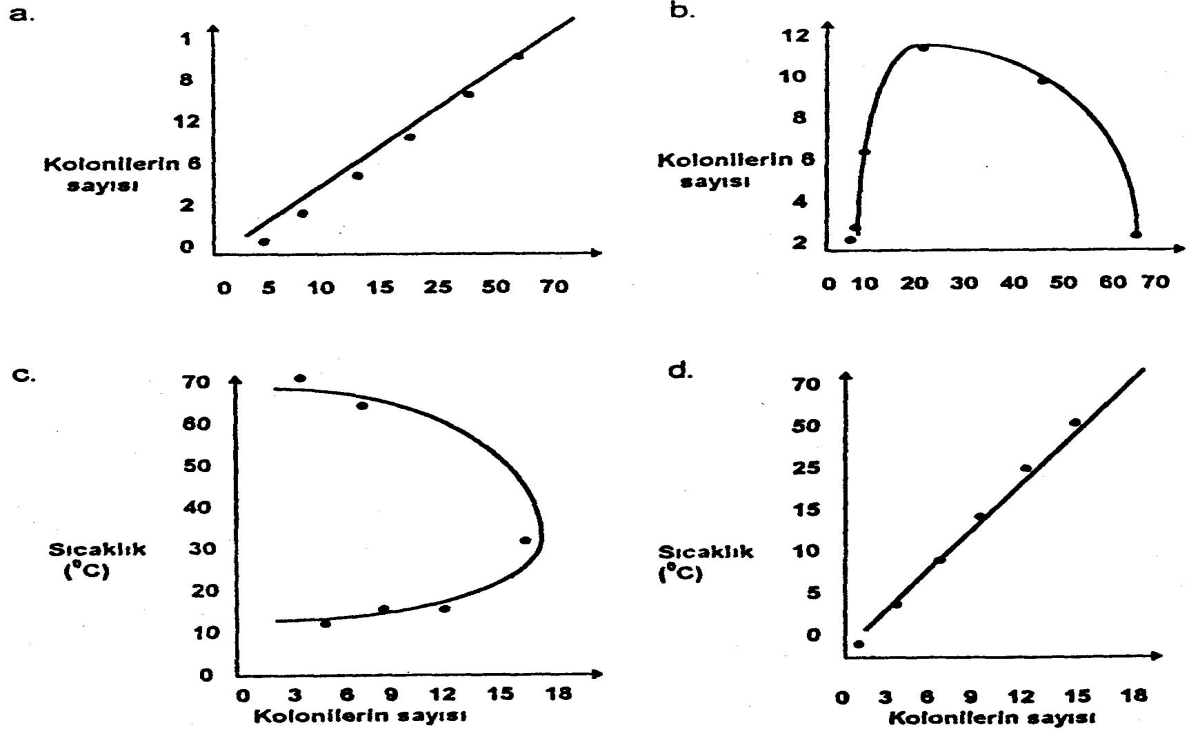 a.
1
8
12
Kolonilerin 6
sayısı
2
0
0 5 10 15 25 50 70
b.
12
10
8
Kolonilerin 6
sayısı
4
2
0 10 20 30 40 50 60 70
c.
70
60
50
40
Sıcaklık 30
(⁰C)
20
10
0
0 3 6 9 12 15 18
Kolonilerin sayısı
d.
70
50
25
15
Sıcaklık 10
(⁰C)
5
0
0 3 6 9 12 15 18
Kolonilerin sayısı